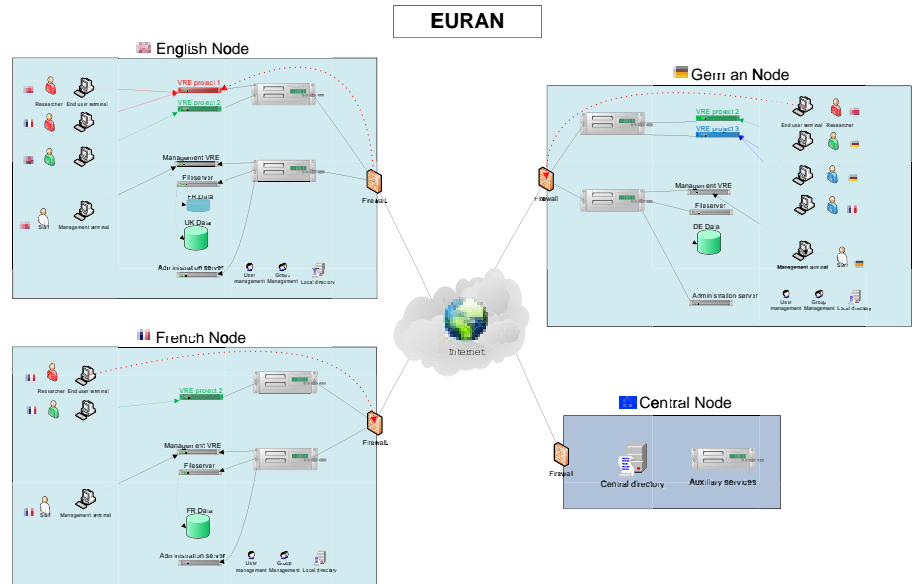 EURAN
English Node
VRE project 1
Researcher
End user terminal
VRE project 2
Management VRE
Fileserver
FR Data
UK Data
Staff
Management terminal
Administration server
User management
Group Management
Local directory
Firewall
German Node
VRE project 2
VRE project 3
End user terminal
Researcher
Management VRE
Fileserver
DE Data
Management terminal
Staff
Administration server
User management
Group Management
Local directory
Firewall
Internet
French Node
Researcher
End user terminal
VRE project 2
Management VRE
Fileserver
FR Data
Staff
Management terminal
Administration server
User management
Group Management
Local directory
Firewall
Central Node
Firewall
Central directory
Auxiliary services